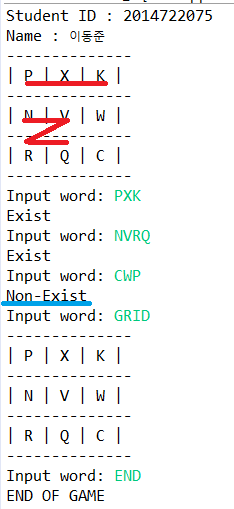 Student ID : 2014722075
Name : 이동준
--------------
| P | X | K |
--------------
| N | V | W |
--------------
| R | Q | C |
--------------
Input word: PXK
Exist
Input word: NVRQ
Exist
Input word: CWP
Non-Exist
Input word: GRID
--------------
| P | X | K |
--------------
| N | V | W |
--------------
| R | Q | C |
--------------
Input word: END
END OF GAME